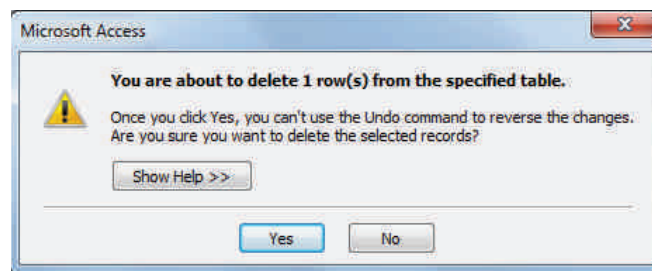 Microsoft Access
You are about to delete 1 row(s) from the specified table.
Once you click Yes, you can't use the Undo command to reverse the changes.
Are you sure you want to delete the selected records?
Show Help >>
Yes No